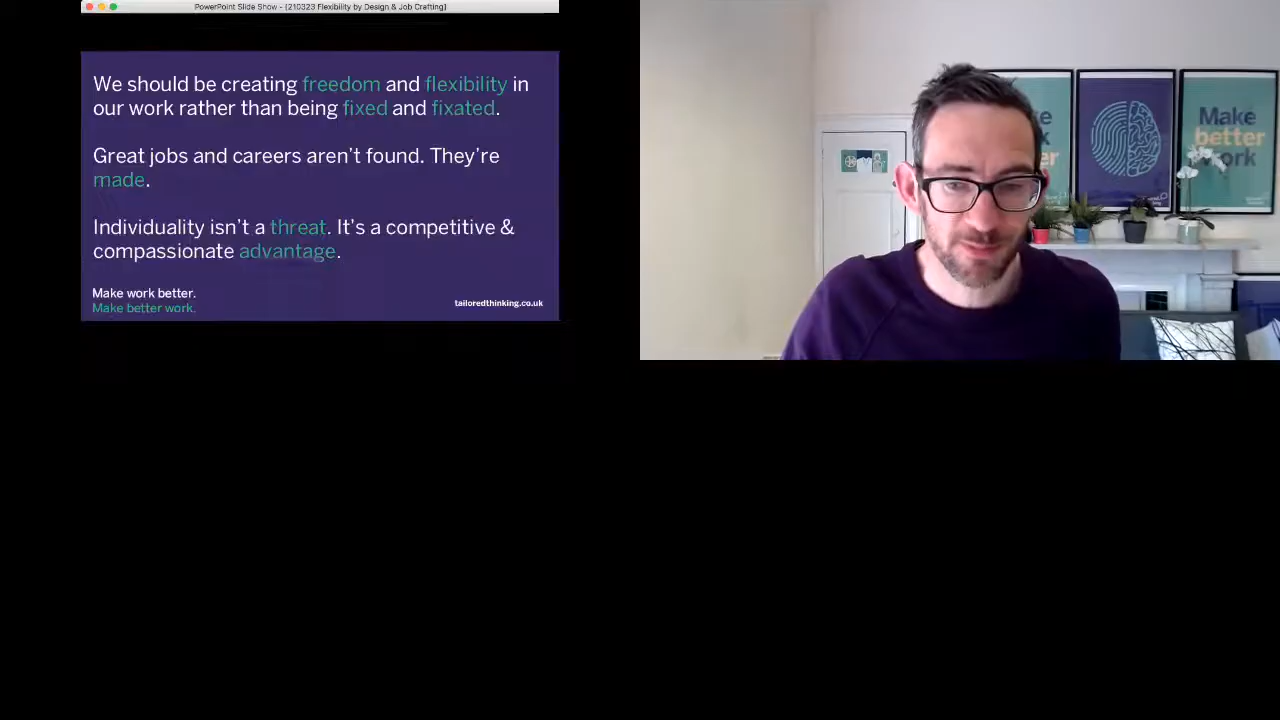 PowerPoint Slide Show - [210323 Flexibility by Design & Job Crafting]
We should be creating freedom and flexibility in
our work rather than being fixed and fixated.
Great jobs and careers aren't found. They're
made.
Individuality isn't a threat. It's a competitive &
compassionate advantage.
Make work better.
Make better work.
tailoredthinking.co.uk
Make
better
work